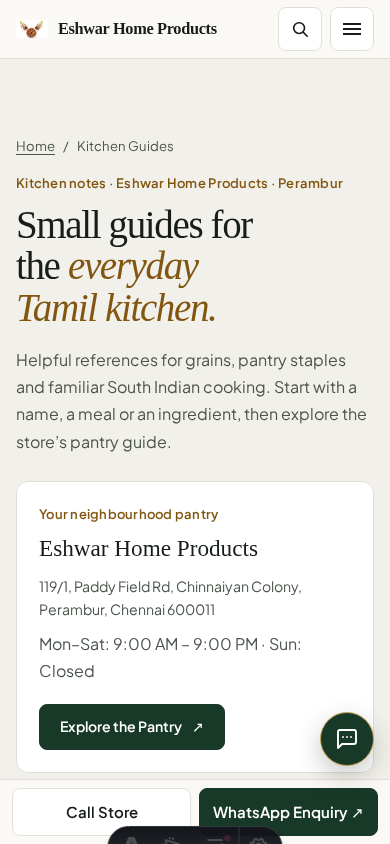 Eshwar Home Products
Home / Kitchen Guides
Kitchen notes · Eshwar Home Products · Perambur
Small guides for
the everyday
Tamil kitchen.
Helpful references for grains, pantry staples
and familiar South Indian cooking. Start with a
name, a meal or an ingredient, then explore the
store’s pantry guide.
Your neighbourhood pantry
Eshwar Home Products
119/1, Paddy Field Rd, Chinnaiyan Colony,
Perambur, Chennai 600011
Mon–Sat: 9:00 AM – 9:00 PM · Sun:
Closed
Explore the Pantry ↗
Call Store
WhatsApp Enquiry ↗